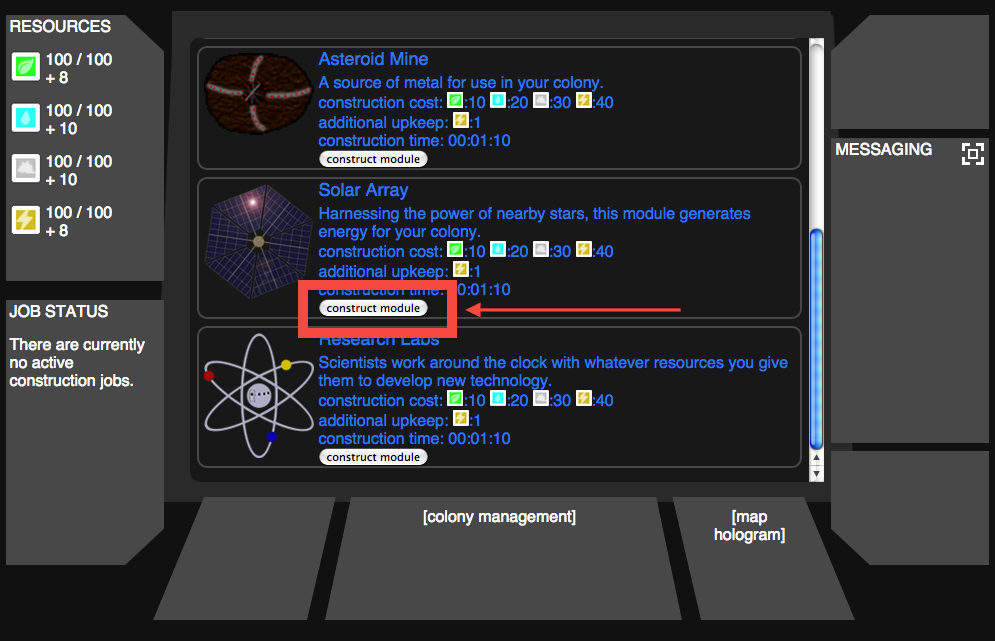 RESOURCES
100 / 100
+ 8
100 / 100
+ 10
100 / 100
+ 10
100 / 100
+ 8
JOB STATUS
There are currently
no active
construction jobs.
Asteroid Mine
A source of metal for use in your colony.
construction cost: :10 :20 :30 :40
additional upkeep: :1
construction time: 00:01:10
construct module
Solar Array
Harnessing the power of nearby stars, this module generates
energy for your colony.
construction cost: :10 :20 :30 :40
additional upkeep: :1
construction time: 00:01:10
construct module
Research Labs
Scientists work around the clock with whatever resources you give
them to develop new technology.
construction cost: :10 :20 :30 :40
additional upkeep: :1
construction time: 00:01:10
construct module
MESSAGING
[colony management]
[map
hologram]